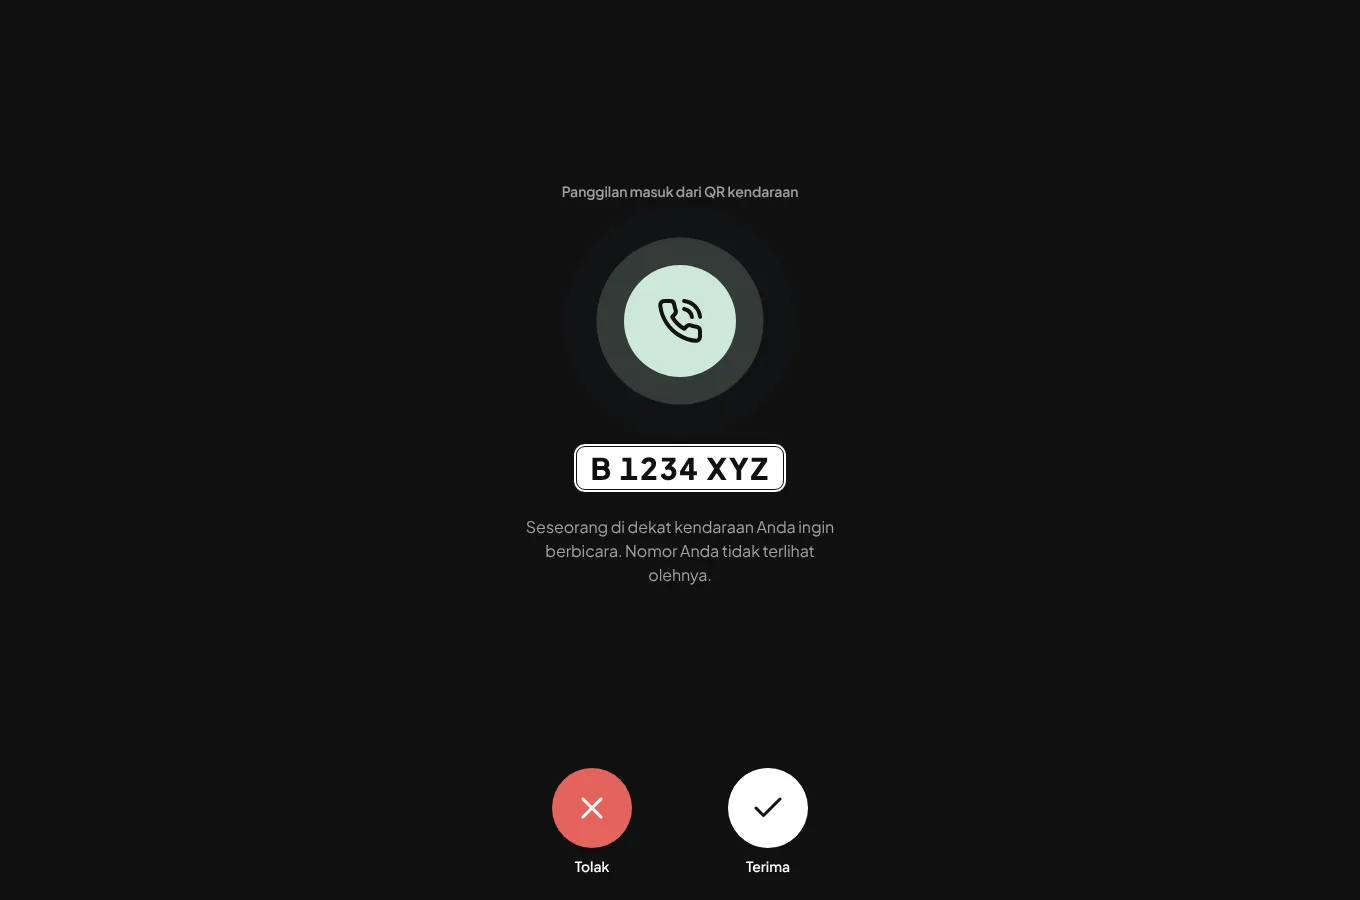 Panggilan masuk dari QR kendaraan
B 1234 XYZ
Seseorang di dekat kendaraan Anda ingin
berbicara. Nomor Anda tidak terlihat
olehnya.
Tolak
Terima